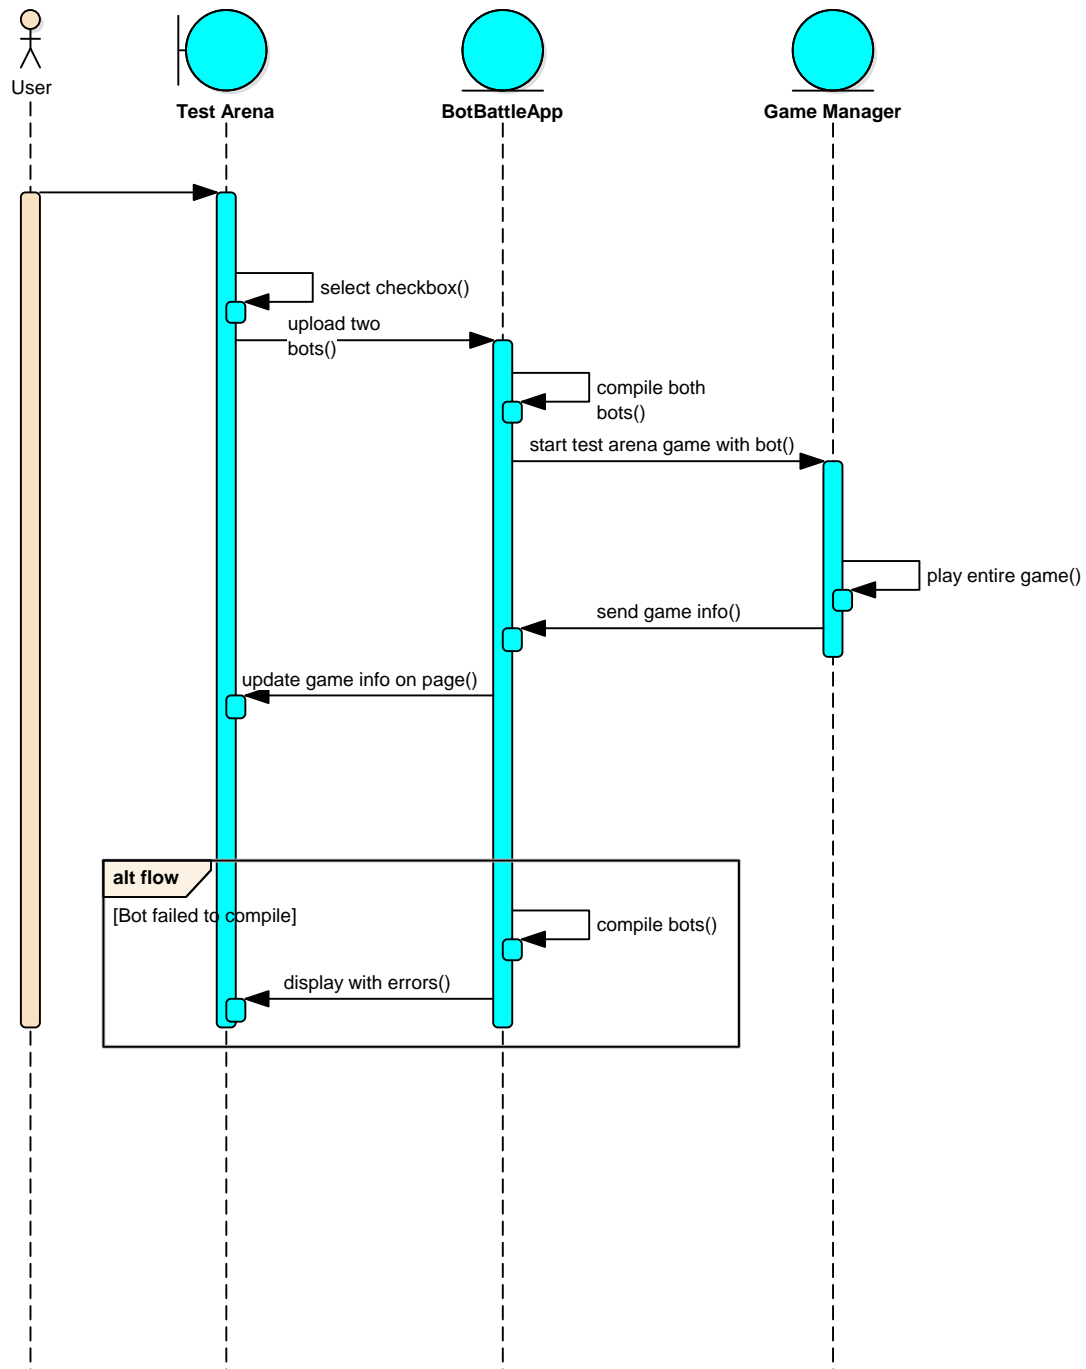 User
Test Arena
BotBattleApp
Game Manager
select checkbox()
upload two
bots()
compile both
bots()
start test arena game with bot()
play entire game()
send game info()
update game info on page()
alt flow
[Bot failed to compile]
compile bots()
display with errors()